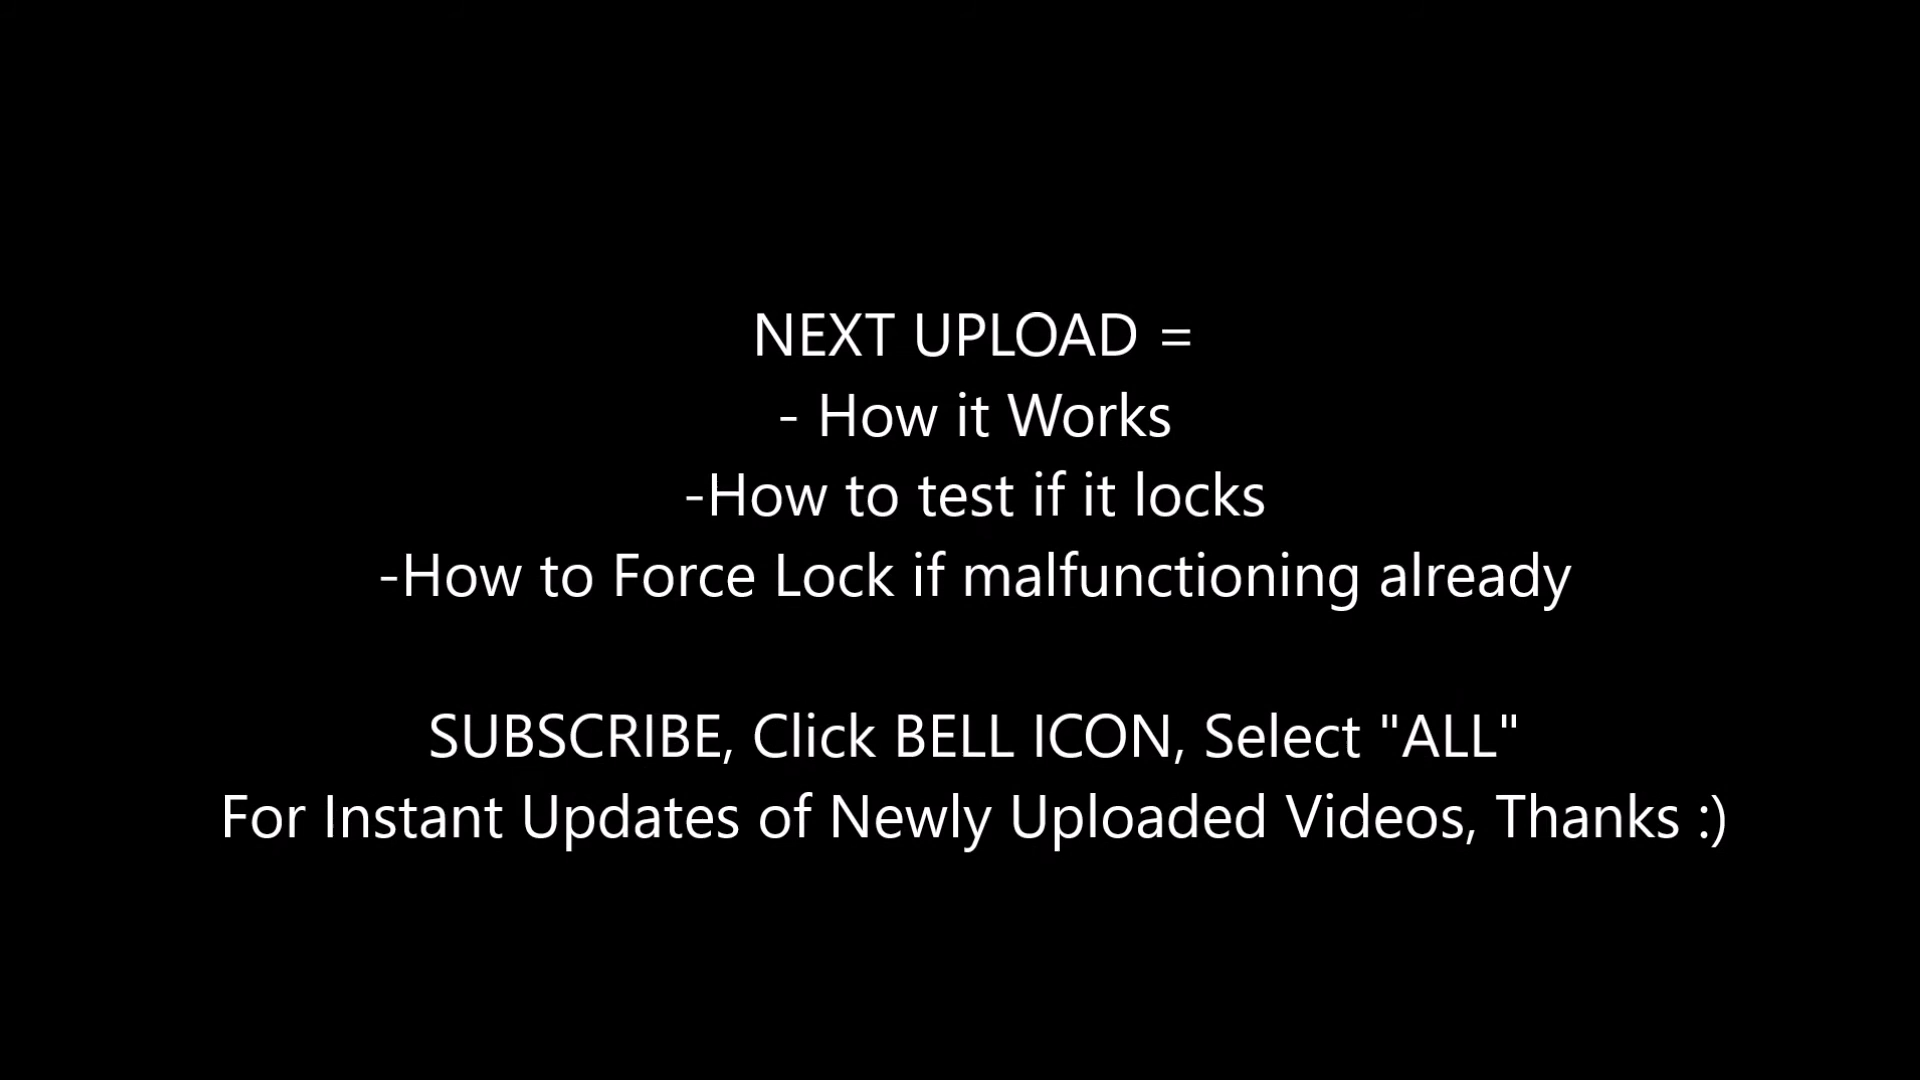 NEXT UPLOAD =
- How it Works
-How to test if it locks
-How to Force Lock if malfunctioning already
SUBSCRIBE, Click BELL ICON, Select "ALL"
For Instant Updates of Newly Uploaded Videos, Thanks :)